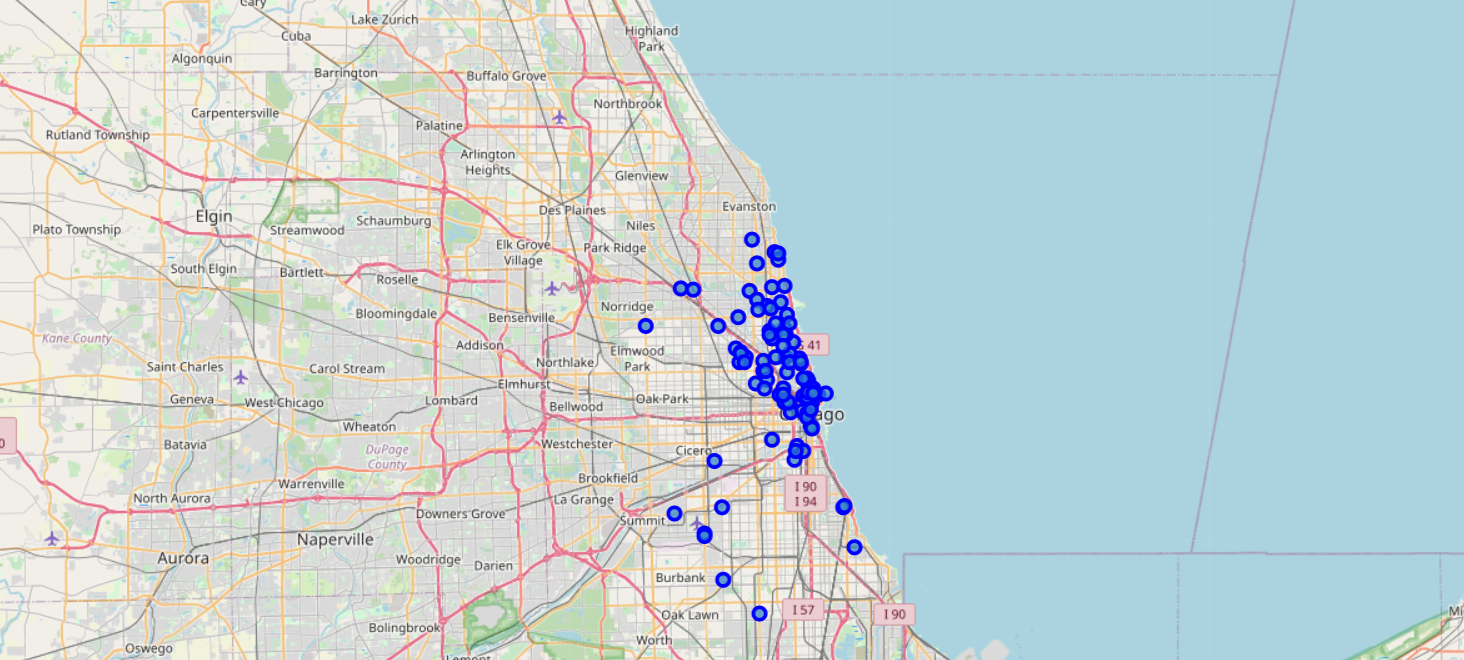 Cary
Lake Zurich
Highland
Park
Cuba
Algonquin
Barrington
Buffalo Grove
Northbrook
Carpentersville
Rutland Township
Palatine
Arlington
Heights
Glenview
Des Plaines
Evanston
Elgin
Streamwood
Schaumburg
Niles
Plato Township
Elk Grove
Village
Park Ridge
South Elgin
Bartlett
Roselle
Norridge
Bloomingdale
Bensenville
Kane County
Addison
41
Elmwood
Park
Saint Charles
Carol Stream
Northlake
Elmhurst
Geneva
West Chicago
Lombard
Oak Park
Bellwood
Wheaton
Batavia
Westchester
DuPage
County
Cicero
Brookfield
Warrenville
La Grange
I 90
I 94
North Aurora
Downers Grove
Summit
Naperville
Aurora
Woodridge
Darien
Burbank
Oak Lawn
I 57
I 90
Bolingbrook
Worth
Oswego
Lemont